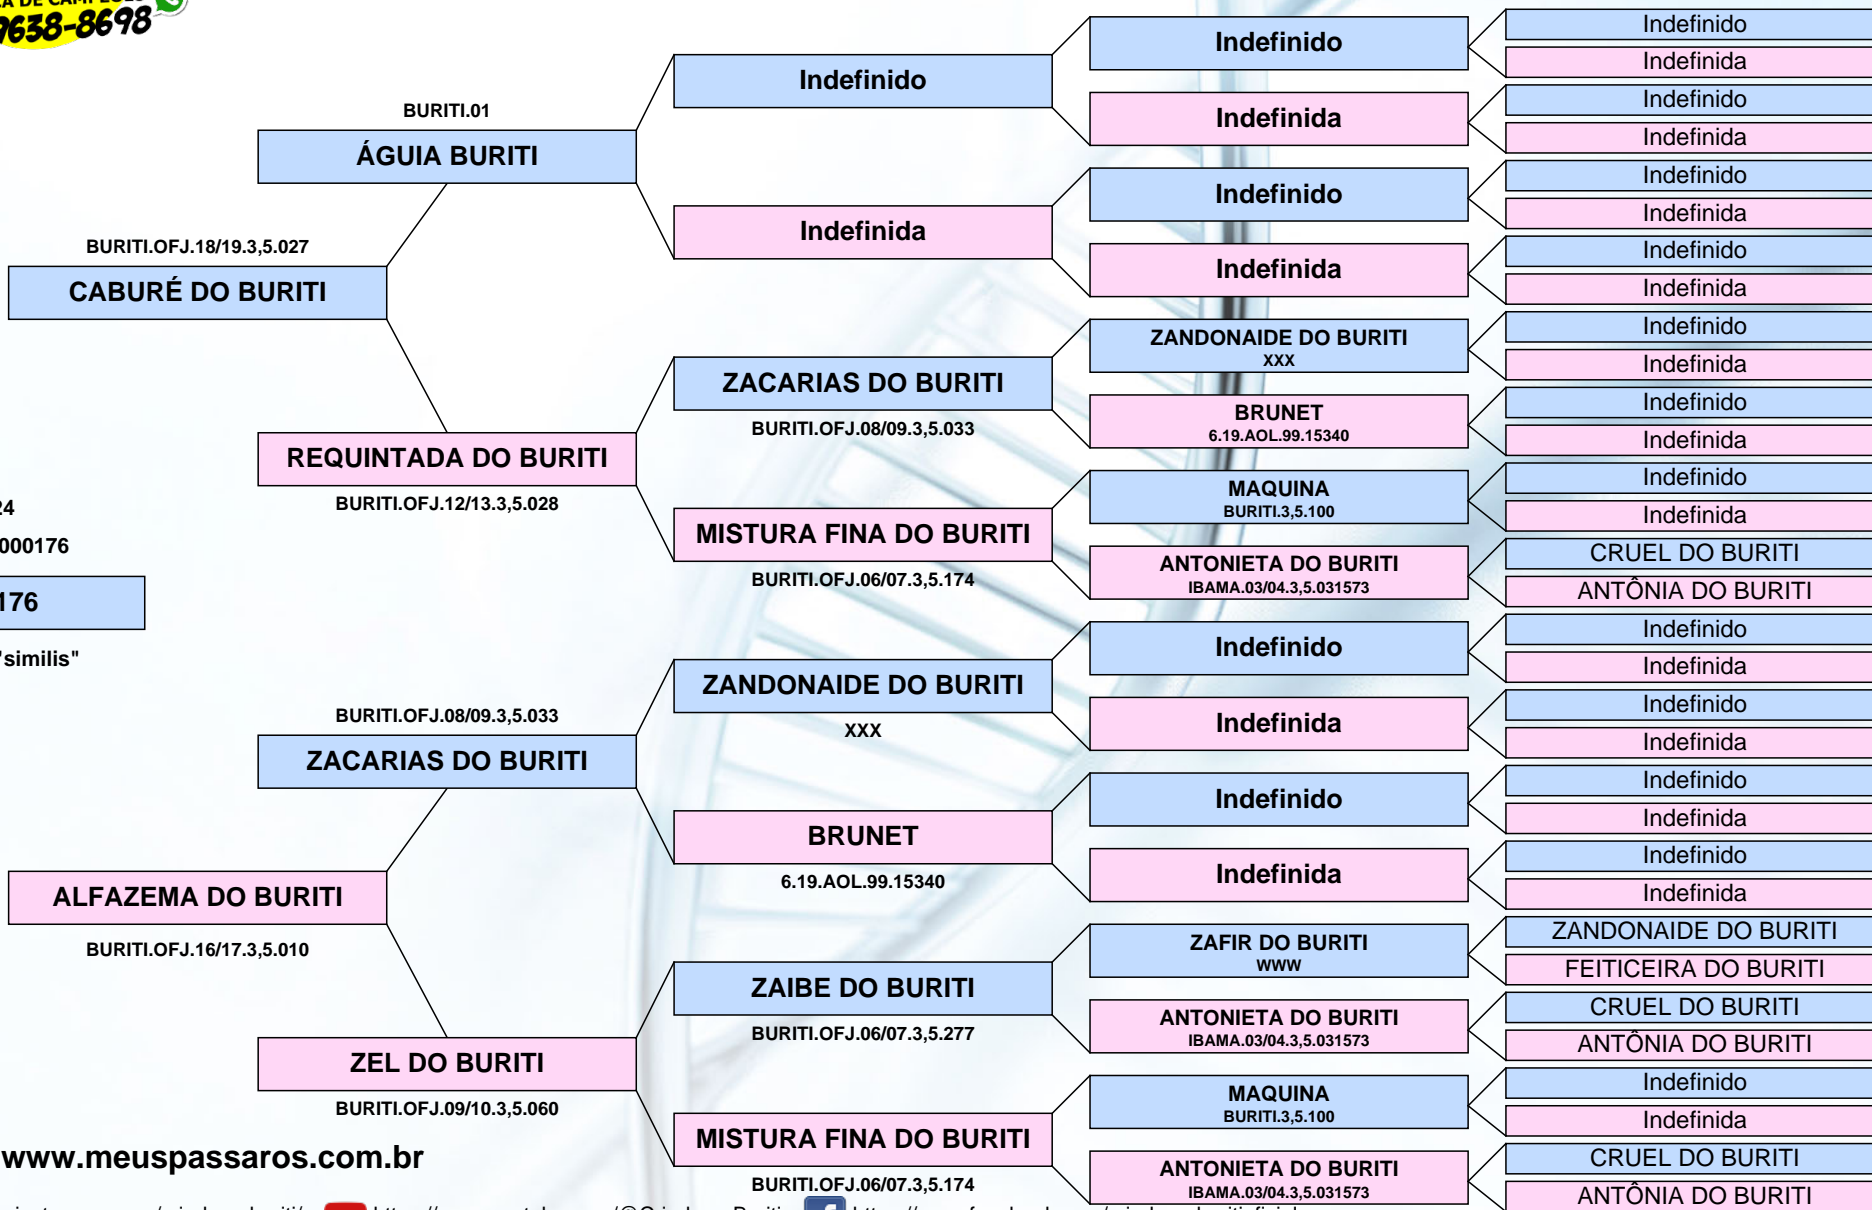 9638-8698
24
000176
176
"similis"
BURITI.OFJ.18/19.3,5.027
CABURÉ DO BURITI
ALFAZEMA DO BURITI
BURITI.OFJ.16/17.3,5.010
BURITI.01
ÁGUIA BURITI
REQUINTADA DO BURITI
BURITI.OFJ.12/13.3,5.028
BURITI.OFJ.08/09.3,5.033
ZACARIAS DO BURITI
ZEL DO BURITI
BURITI.OFJ.09/10.3,5.060
Indefinido
Indefinida
ZACARIAS DO BURITI
BURITI.OFJ.08/09.3,5.033
MISTURA FINA DO BURITI
BURITI.OFJ.06/07.3,5.174
ZANDONAIDE DO BURITI
XXX
BRUNET
6.19.AOL.99.15340
ZAIBE DO BURITI
BURITI.OFJ.06/07.3,5.277
MISTURA FINA DO BURITI
BURITI.OFJ.06/07.3,5.174
Indefinido
Indefinida
Indefinido
Indefinida
ZANDONAIDE DO BURITI
XXX
BRUNET
6.19.AOL.99.15340
MAQUINA
BURITI.3,5.100
ANTONIETA DO BURITI
IBAMA.03/04.3,5.031573
Indefinido
Indefinida
Indefinido
Indefinida
ZAFIR DO BURITI
WWW
ANTONIETA DO BURITI
IBAMA.03/04.3,5.031573
MAQUINA
BURITI.3,5.100
ANTONIETA DO BURITI
IBAMA.03/04.3,5.031573
Indefinido
Indefinida
Indefinido
Indefinida
Indefinido
Indefinida
Indefinido
Indefinida
Indefinido
Indefinida
Indefinido
Indefinida
Indefinido
Indefinida
CRUEL DO BURITI
ANTÔNIA DO BURITI
Indefinido
Indefinida
Indefinido
Indefinida
Indefinido
Indefinida
Indefinido
Indefinida
ZANDONAIDE DO BURITI
FEITICEIRA DO BURITI
CRUEL DO BURITI
ANTÔNIA DO BURITI
Indefinido
Indefinida
CRUEL DO BURITI
ANTÔNIA DO BURITI
www.meuspassaros.com.br